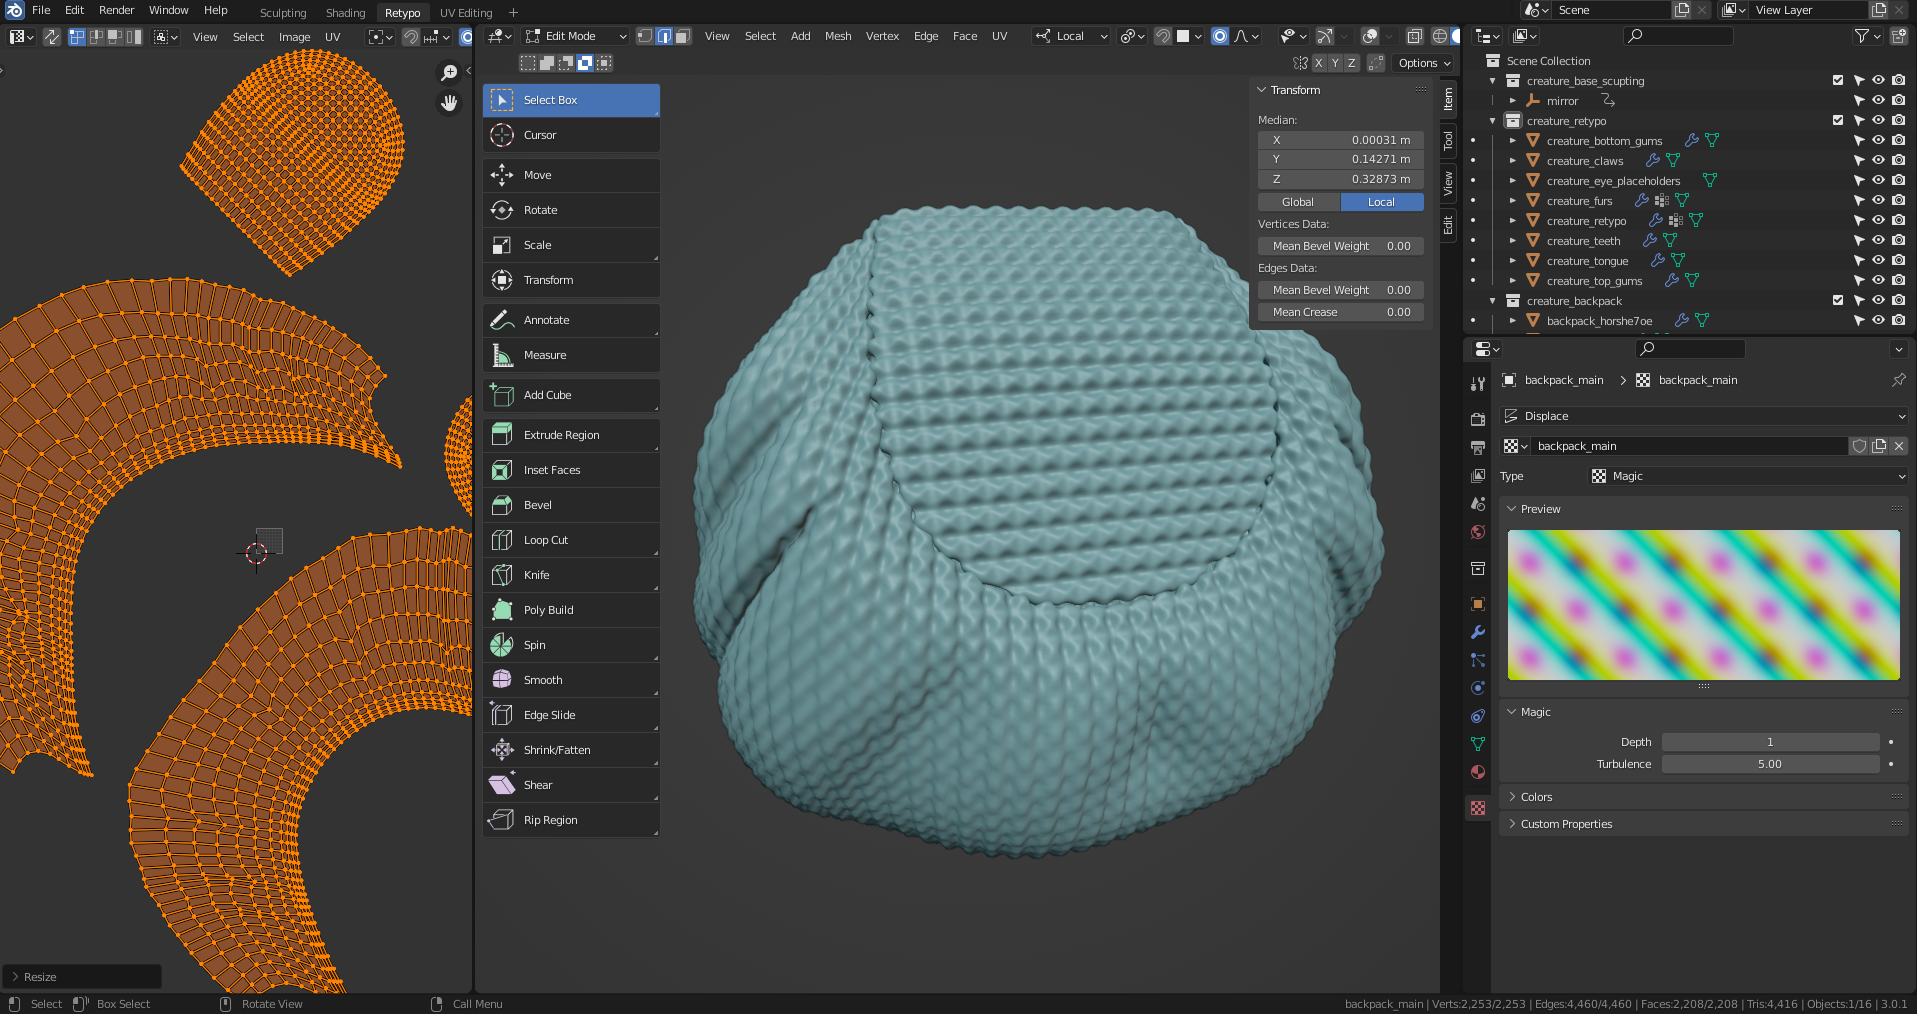 File Edit Render Window Help Sculpting Shading Retypo UV Editing + Scene View Layer
View Select Image UV Edit Mode View Select Add Mesh Vertex Edge Face UV Local
X Y Z Options
Select Box
Cursor
Move
Rotate
Scale
Transform
Annotate
Measure
Add Cube
Extrude Region
Inset Faces
Bevel
Loop Cut
Knife
Poly Build
Spin
Smooth
Edge Slide
Shrink/Fatten
Shear
Rip Region
Resize
Transform
Median:
X 0.00031 m
Y 0.14271 m
Z 0.32873 m
Global Local
Vertices Data:
Mean Bevel Weight 0.00
Edges Data:
Mean Bevel Weight 0.00
Mean Crease 0.00
Item
Tool
View
Edit
Scene Collection
creature_base_scupting
mirror
creature_retypo
creature_bottom_gums
creature_claws
creature_eye_placeholders
creature_furs
creature_retypo
creature_teeth
creature_tongue
creature_top_gums
creature_backpack
backpack_horshe7oe
backpack_main backpack_main
Displace
backpack_main
Type Magic
Preview
Magic
Depth 1
Turbulence 5.00
Colors
Custom Properties
Select Box Select Rotate View Call Menu backpack_main | Verts:2,253/2,253 | Edges:4,460/4,460 | Faces:2,208/2,208 | Tris:4,416 | Objects:1/16 | 3.0.1